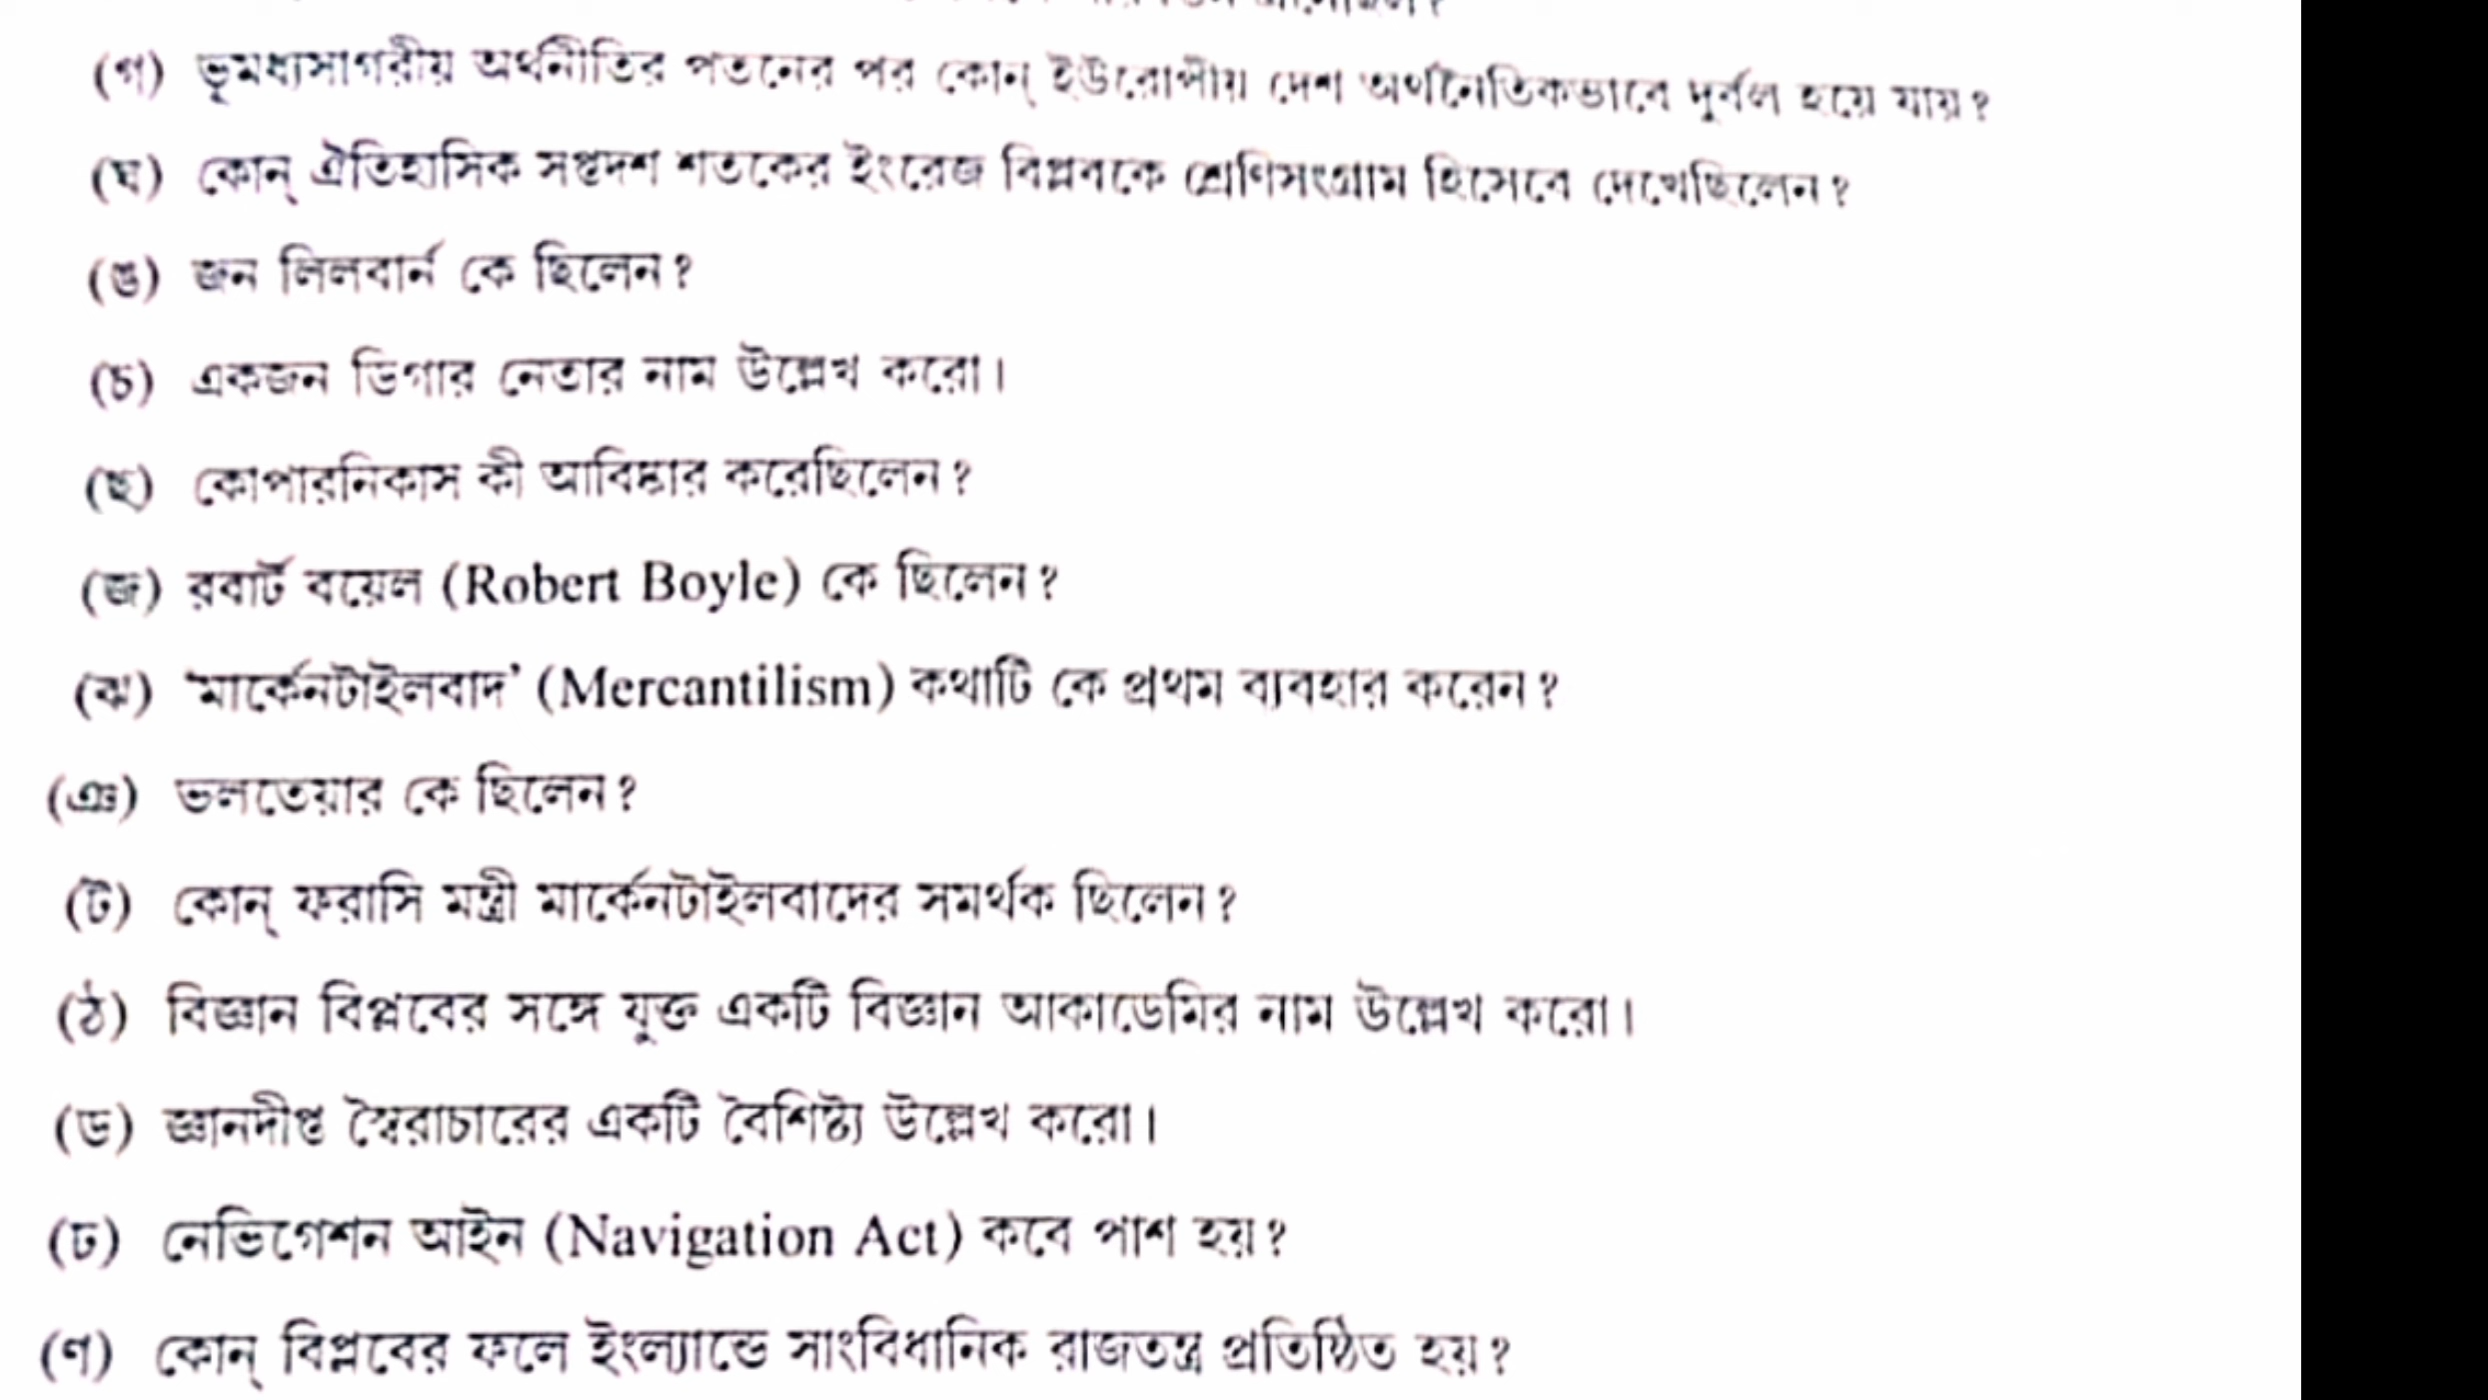 (গ) ভূমধ্যসাগরীয় অর্থনীতির পতনের পর কোন্ ইউরোপীয় দেশ অর্থনৈতিকভাবে দুর্বল হয়ে যায়?
(ঘ) কোন্ ঐতিহাসিক সপ্তদশ শতকের ইংরেজ বিপ্লবকে শ্রেণিসংগ্রাম হিসেবে দেখেছিলেন?
(ঙ) জন লিলবার্ন কে ছিলেন?
(চ) একজন ডিগার নেতার নাম উল্লেখ করো।
(ছ) কোপারনিকাস কী আবিষ্কার করেছিলেন?
(জ) রবার্ট বয়েল (Robert Boyle) কে ছিলেন?
(ঝ) ‘মার্কেনটাইলবাদ’ (Mercantilism) কথাটি কে প্রথম ব্যবহার করেন?
(ঞ) ভলতেয়ার কে ছিলেন?
(ট) কোন্ ফরাসি মন্ত্রী মার্কেনটাইলবাদের সমর্থক ছিলেন?
(ঠ) বিজ্ঞান বিপ্লবের সঙ্গে যুক্ত একটি বিজ্ঞান আকাডেমির নাম উল্লেখ করো।
(ড) জ্ঞানদীপ্ত স্বৈরাচারের একটি বৈশিষ্ট্য উল্লেখ করো।
(ঢ) নেভিগেশন আইন (Navigation Act) কবে পাশ হয়?
(ণ) কোন্ বিপ্লবের ফলে ইংল্যান্ডে সাংবিধানিক রাজতন্ত্র প্রতিষ্ঠিত হয়?